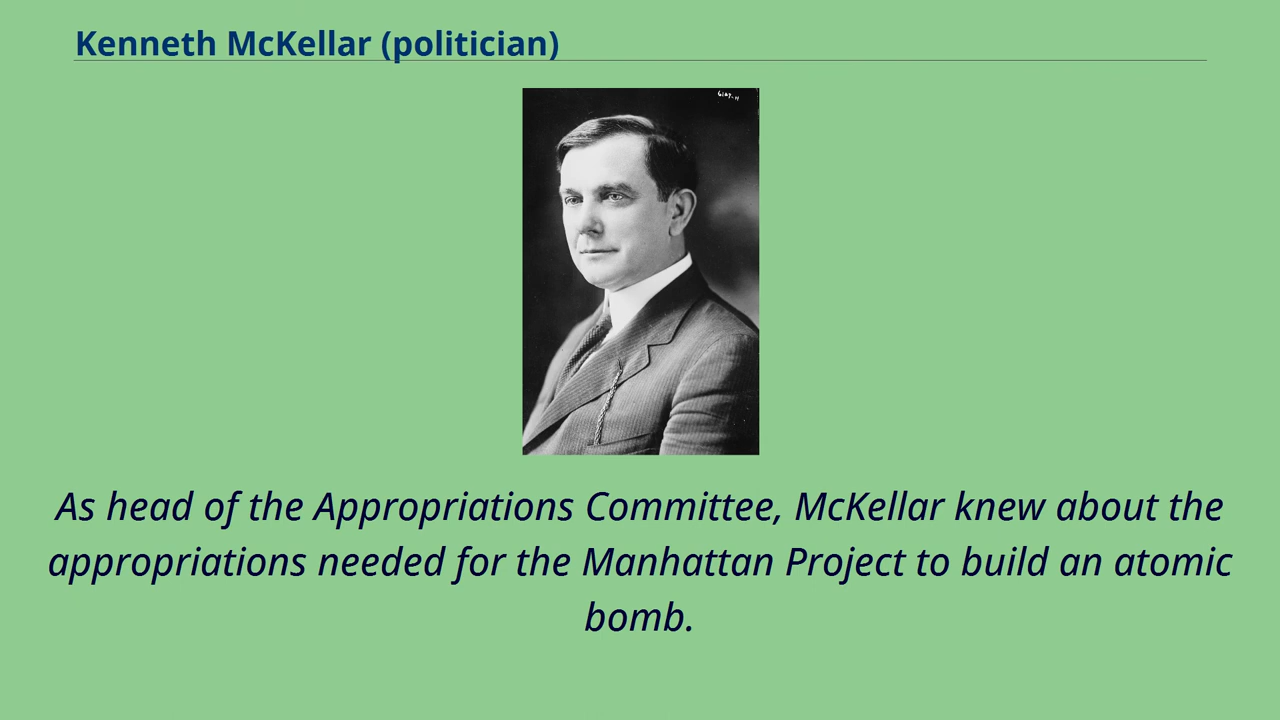 Kenneth McKellar (politician)
As head of the Appropriations Committee, McKellar knew about the
appropriations needed for the Manhattan Project to build an atomic
bomb.